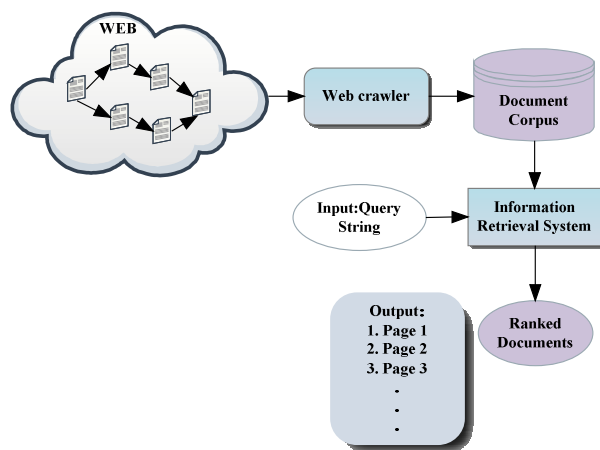 WEB
Web crawler
Document
Corpus
Input:Query
String
Information
Retrieval System
Output：
1. Page 1
2. Page 2
3. Page 3
.
.
.
Ranked
Documents